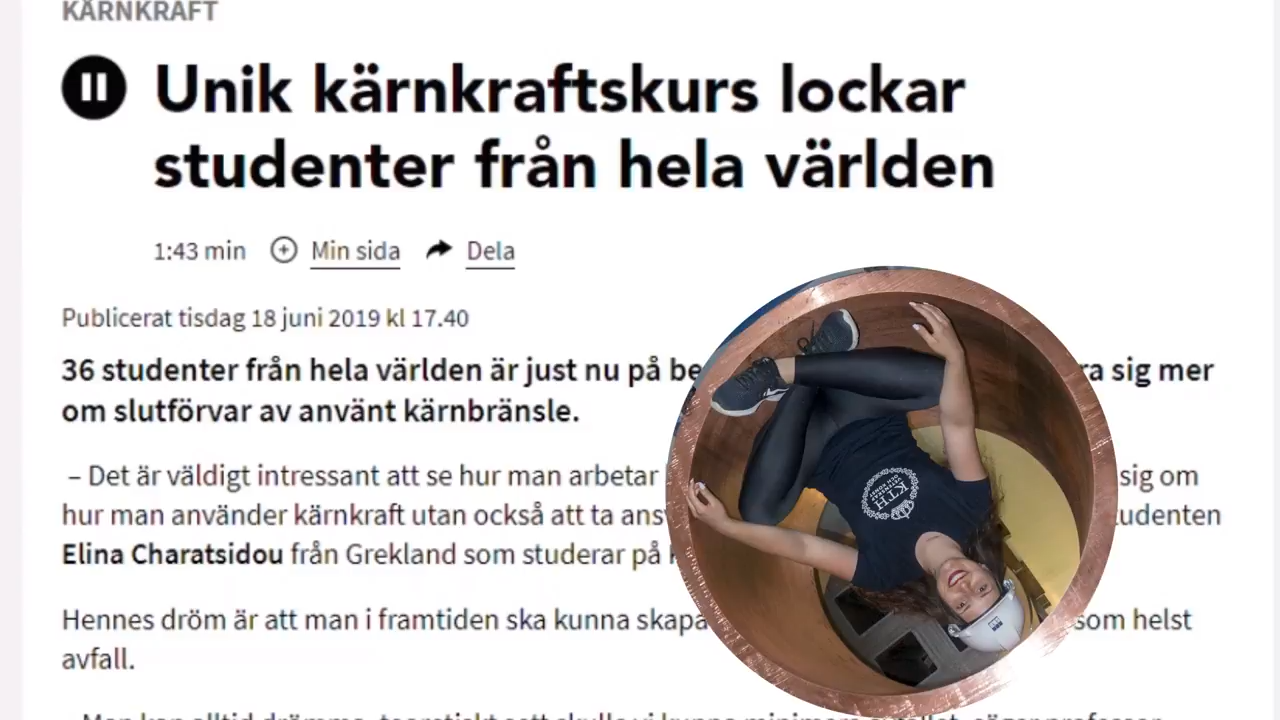 KÄRNKRAFT
Unik kärnkraftskurs lockar
studenter från hela världen
1:43 min Min sida Dela
Publicerat tisdag 18 juni 2019 kl 17.40
36 studenter från hela världen är just nu på sig mer
om slutförvar av använt kärnbränsle.
– Det är väldigt intressant att se hur man arbetar sig om
hur man använder kärnkraft utan också att ta
Elina Charatsidou från Grekland som studerar på
Hennes dröm är att man i framtiden ska kunna skapa som helst
avfall.
KTH